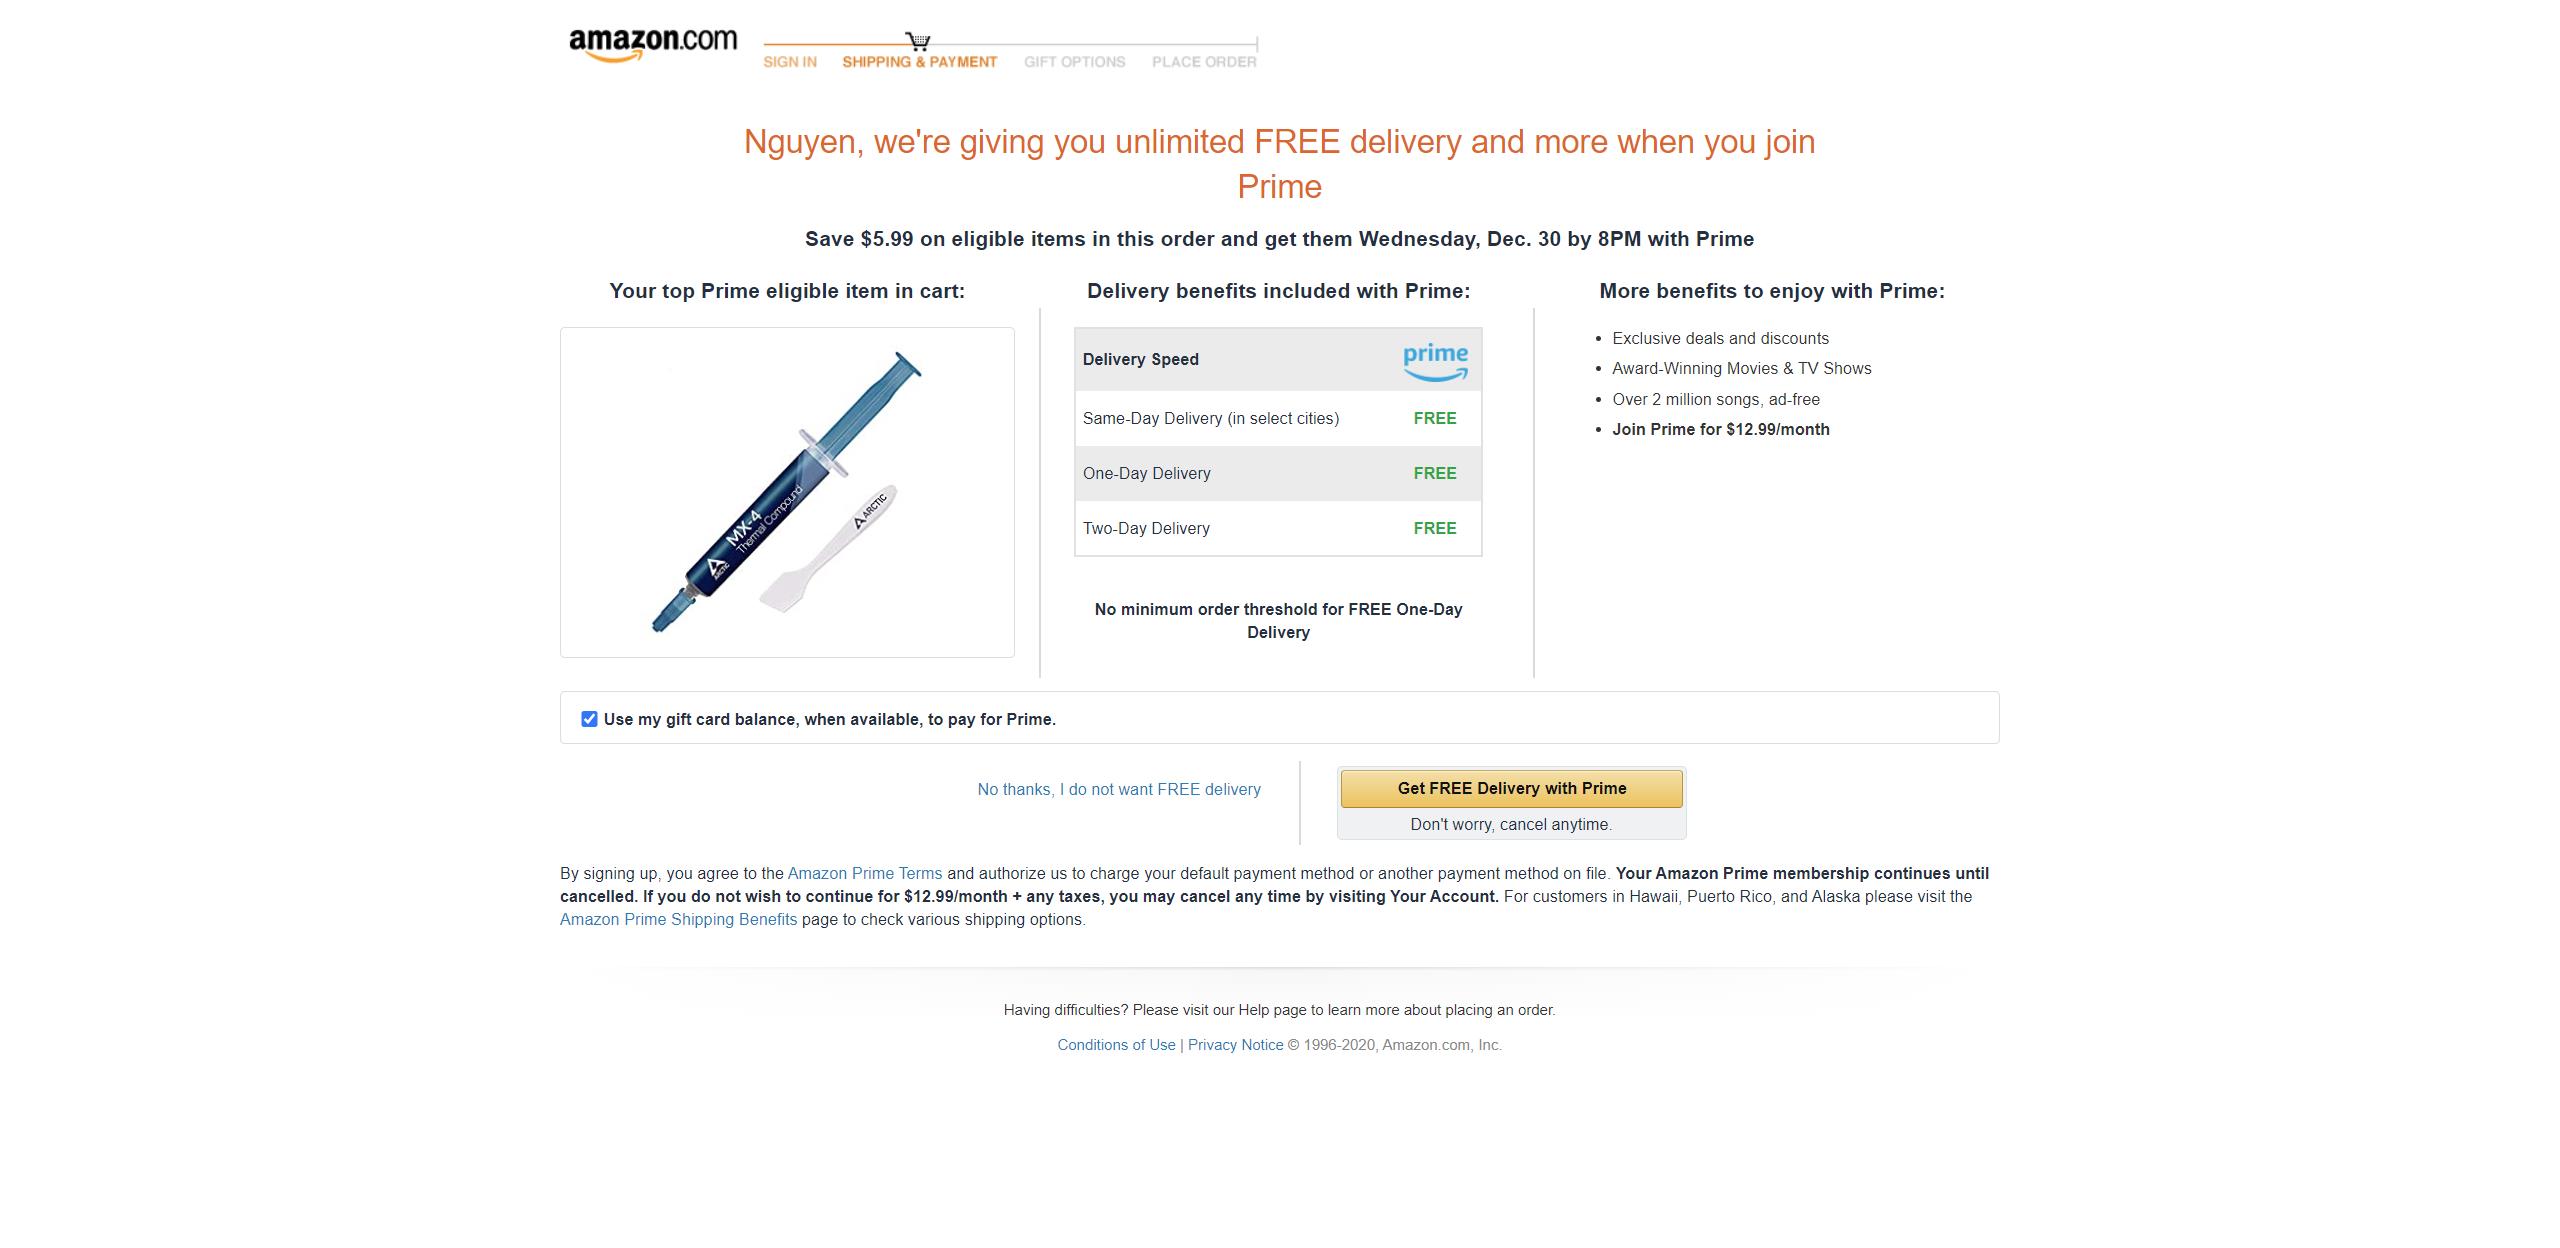 amazon.com
SIGN IN SHIPPING & PAYMENT GIFT OPTIONS PLACE ORDER
Nguyen, we're giving you unlimited FREE delivery and more when you join
Prime
Save $5.99 on eligible items in this order and get them Wednesday, Dec. 30 by 8PM with Prime
Your top Prime eligible item in cart:
MX-4
Thermal Compound
ARCTIC
ARCTIC
Delivery benefits included with Prime:
Delivery Speed prime
Same-Day Delivery (in select cities) FREE
One-Day Delivery FREE
Two-Day Delivery FREE
No minimum order threshold for FREE One-Day
Delivery
More benefits to enjoy with Prime:
• Exclusive deals and discounts
• Award-Winning Movies & TV Shows
• Over 2 million songs, ad-free
• Join Prime for $12.99/month
Use my gift card balance, when available, to pay for Prime.
No thanks, I do not want FREE delivery
Get FREE Delivery with Prime
Don't worry, cancel anytime.
By signing up, you agree to the Amazon Prime Terms and authorize us to charge your default payment method or another payment method on file. Your Amazon Prime membership continues until
cancelled. If you do not wish to continue for $12.99/month + any taxes, you may cancel any time by visiting Your Account. For customers in Hawaii, Puerto Rico, and Alaska please visit the
Amazon Prime Shipping Benefits page to check various shipping options.
Having difficulties? Please visit our Help page to learn more about placing an order.
Conditions of Use | Privacy Notice © 1996-2020, Amazon.com, Inc.